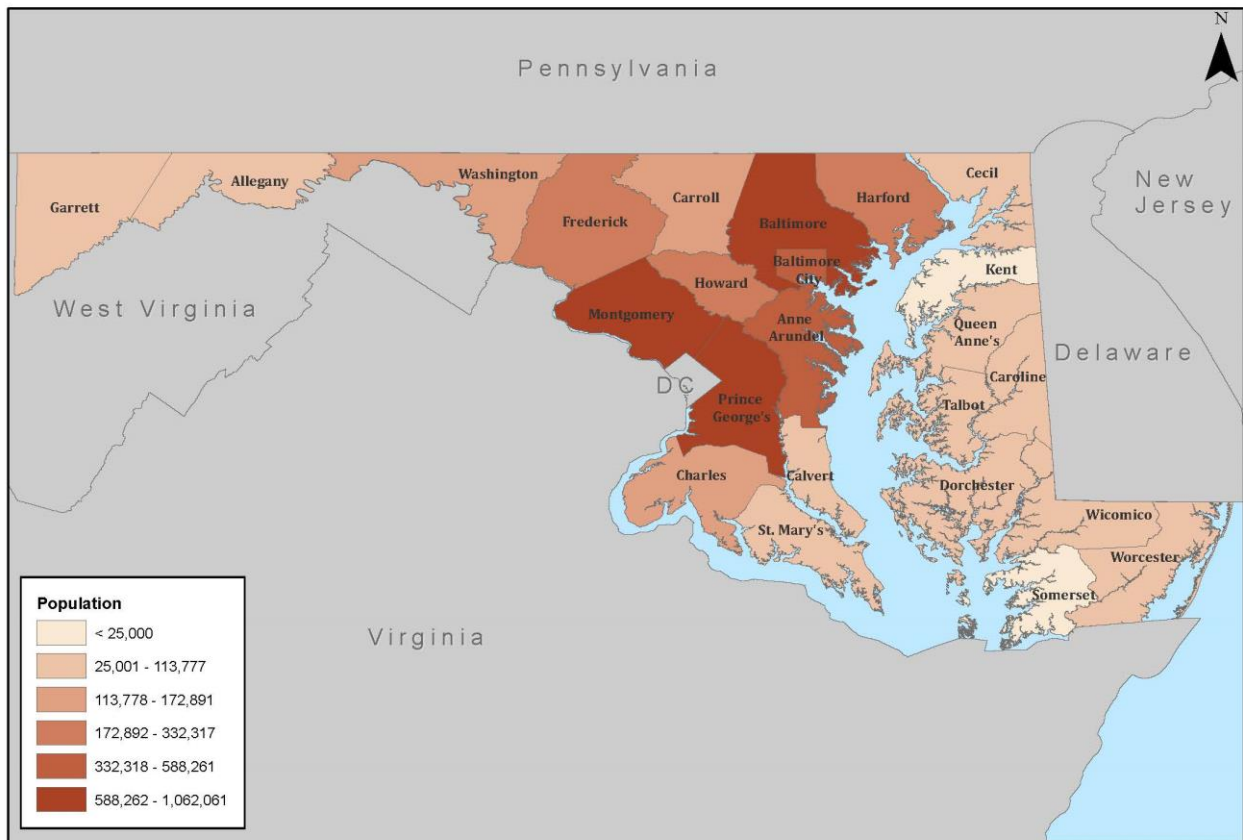 N
Pennsylvania
New
Jersey
Garrett
Allegany
Washington
Frederick
Carroll
Baltimore
Harford
Cecil
Baltimore
City
Kent
Howard
West Virginia
Montgomery
Anne
Arundel
Queen
Anne's
Delaware
DC
Caroline
Talbot
Prince
George's
Charles
Calvert
Dorchester
St. Mary's
Wicomico
Worcester
Somerset
Virginia
Population
< 25,000
25,001 - 113,777
113,778 - 172,891
172,892 - 332,317
332,318 - 588,261
588,262 - 1,062,061